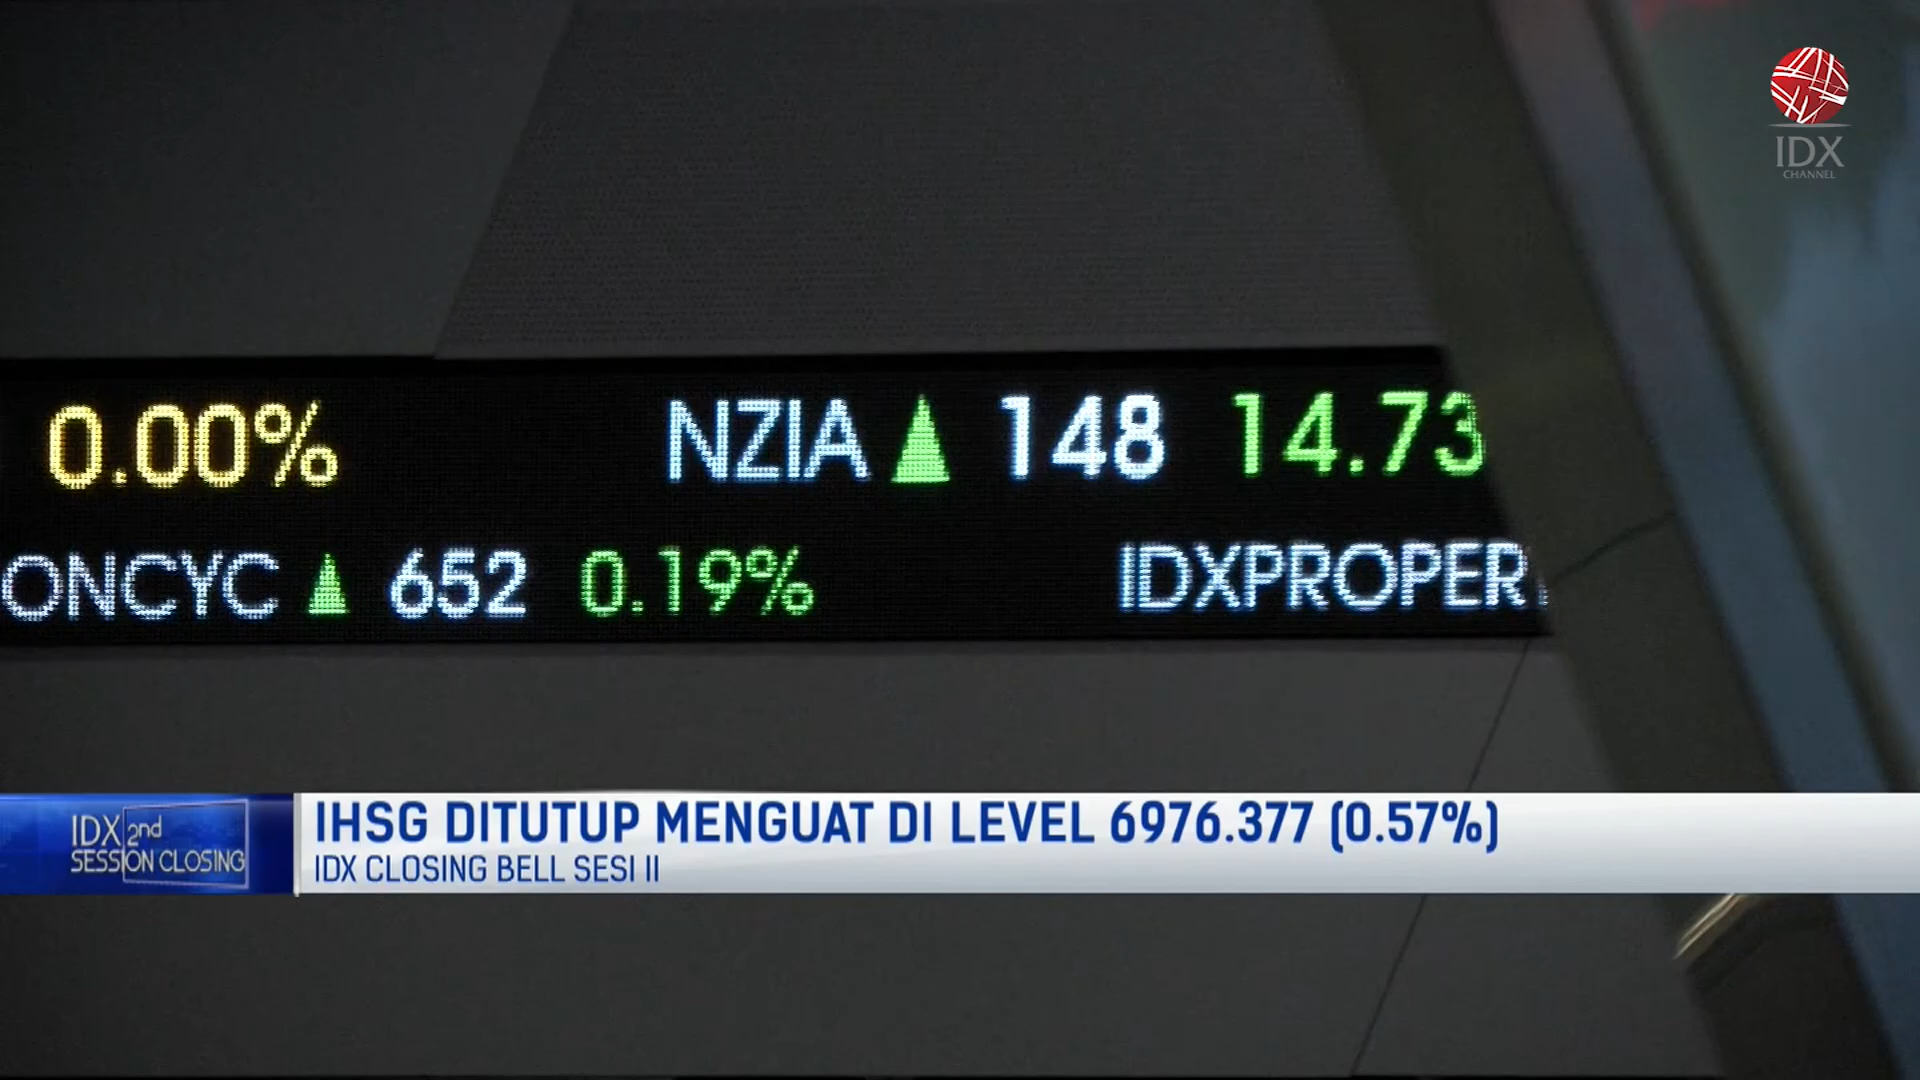 IDX
CHANNEL
0.00% NZIA ▲ 148 14.73
ONCYC ▲ 652 0.19% IDXPROPER
IHSG DITUTUP MENGUAT DI LEVEL 6976.377 (0.57%)
IDX CLOSING BELL SESI II
IDX 2nd
SESSION CLOSING